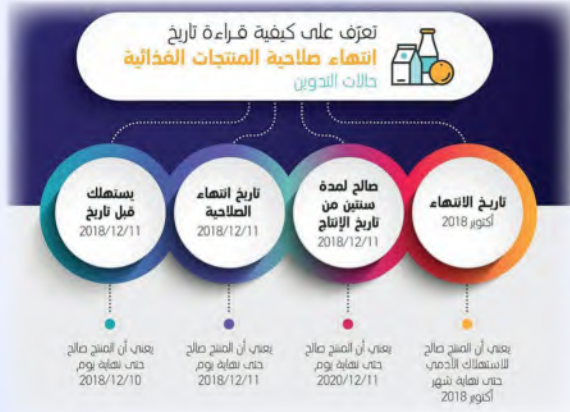 تعرّف على كيفية قراءة تاريخ
انتهاء صلاحية المنتجات الغذائية
حالات التدوين
تاريخ الانتهاء
أكتوبر 2018
صالح لمدة
سنتين من
تاريخ الإنتاج
2018/12/11
تاريخ انتهاء
الصلاحية
2018/12/11
يستهلك
قبل تاريخ
2018/12/11
يعني أن المنتج صالح
للاستهلاك الآدمي
حتى نهاية شهر
أكتوبر 2018
يعني أن المنتج صالح
حتى نهاية يوم
2020/12/11
يعني أن المنتج صالح
حتى نهاية يوم
2018/12/11
يعني أن المنتج صالح
حتى نهاية يوم
2018/12/10